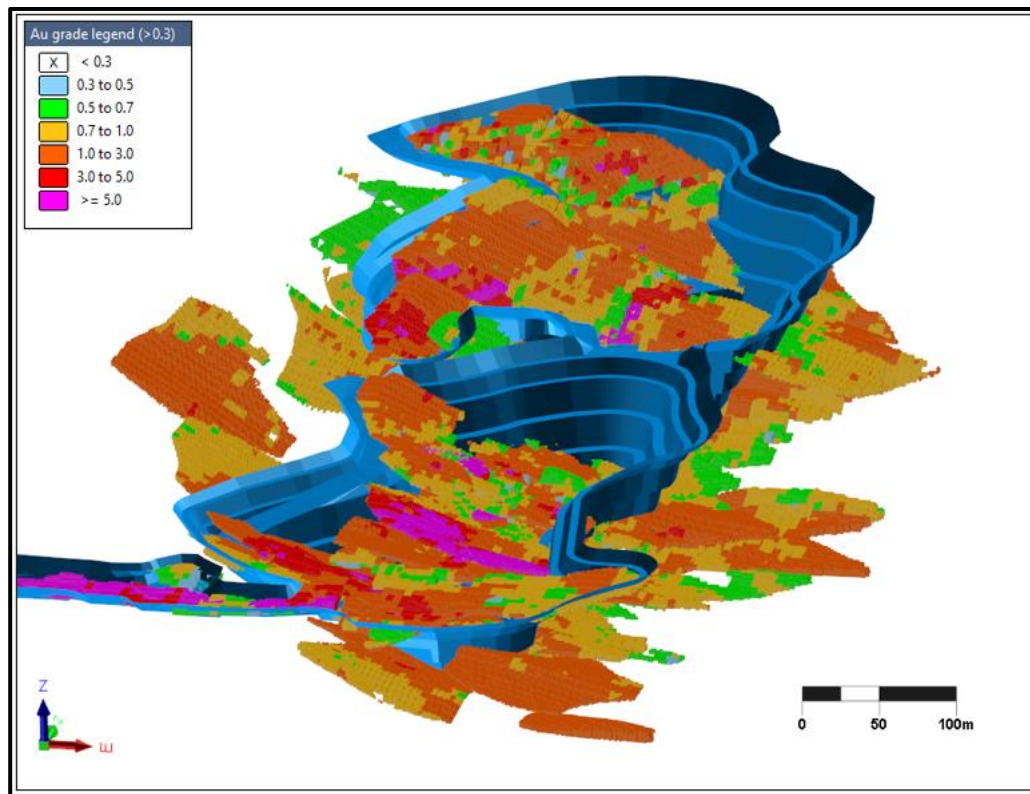 Au grade legend (>0.3)
X < 0.3
0.3 to 0.5
0.5 to 0.7
0.7 to 1.0
1.0 to 3.0
3.0 to 5.0
>= 5.0
Z
E
0 50 100m